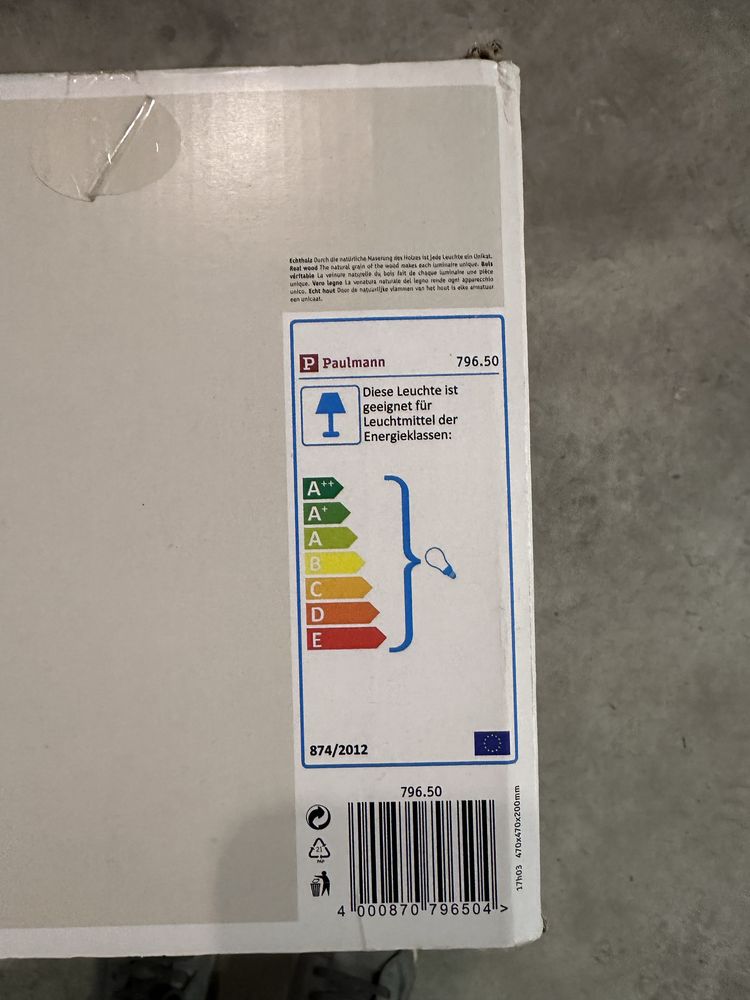 Echtholz Durch die natürliche Maserung des Holzes ist jede Leuchte ein Unikat.
Real wood The natural grain of the wood makes each luminaire unique. Bois
véritable La veinure naturelle du bois fait de chaque luminaire une pièce
unique. Vero legno La venatura naturale del legno rende ogni apparecchio
unico. Echt hout Door de natuurlijke vlammen van het hout is elke armatuur
een unicaat.
P Paulmann 796.50
Diese Leuchte ist
geeignet für
Leuchtmittel der
Energieklassen:
A++
A+
A
B
C
D
E
874/2012
796.50
21
PAP
4 000870 796504 >
17h03 470x470x200mm